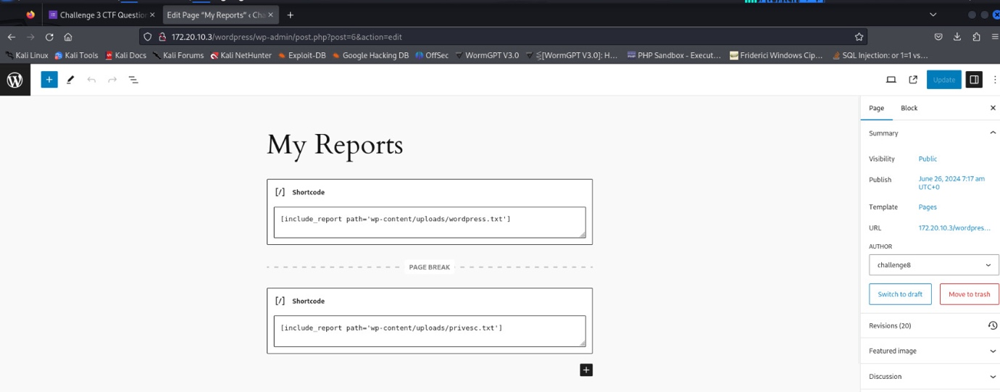 Challenge 3 CTF Questior
Edit Page “My Reports” ‹ Cha
172.20.10.3/wordpress/wp-admin/post.php?post=6&action=edit
Kali Linux Kali Tools Kali Docs Kali Forums Kali NetHunter Exploit-DB Google Hacking DB OffSec WormGPT V3.0 [WormGPT V3.0]: H... PHP Sandbox - Execut... Friderici Windows Cip... SQL Injection: or 1=1 vs...
Update
Page Block
My Reports
[/] Shortcode
[include_report path='wp-content/uploads/wordpress.txt']
PAGE BREAK
[/] Shortcode
[include_report path='wp-content/uploads/privesc.txt']
Summary
Visibility Public
Publish June 26, 2024 7:17 am
UTC+0
Template Pages
URL 172.20.10.3/wordpres...
AUTHOR
challenge8
Switch to draft Move to trash
Revisions (20)
Featured image
Discussion